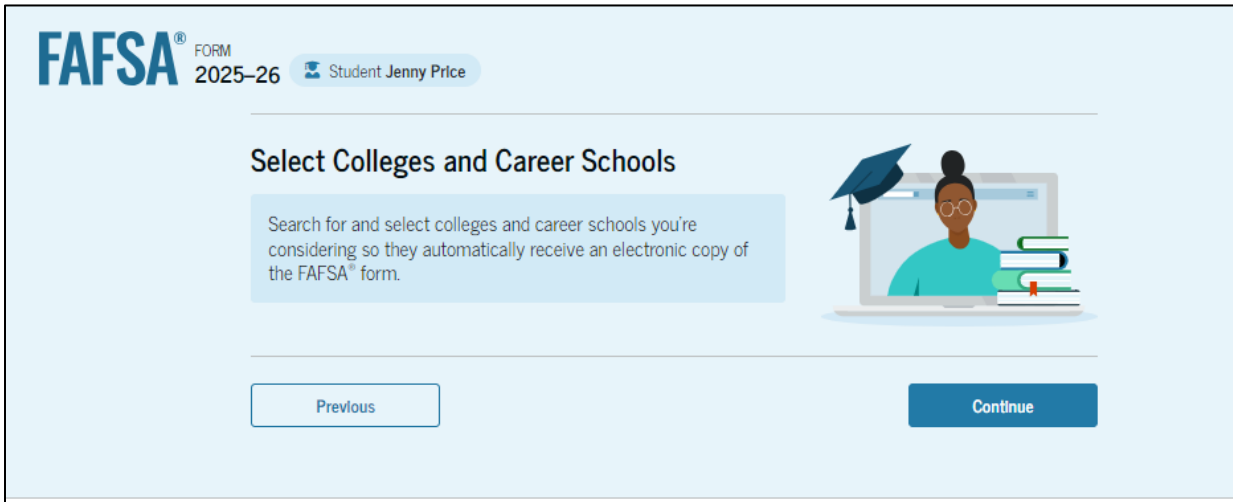 FAFSA® FORM
2025–26
Student Jenny Price
Select Colleges and Career Schools
Search for and select colleges and career schools you're
considering so they automatically receive an electronic copy of
the FAFSA® form.
Previous
Continue